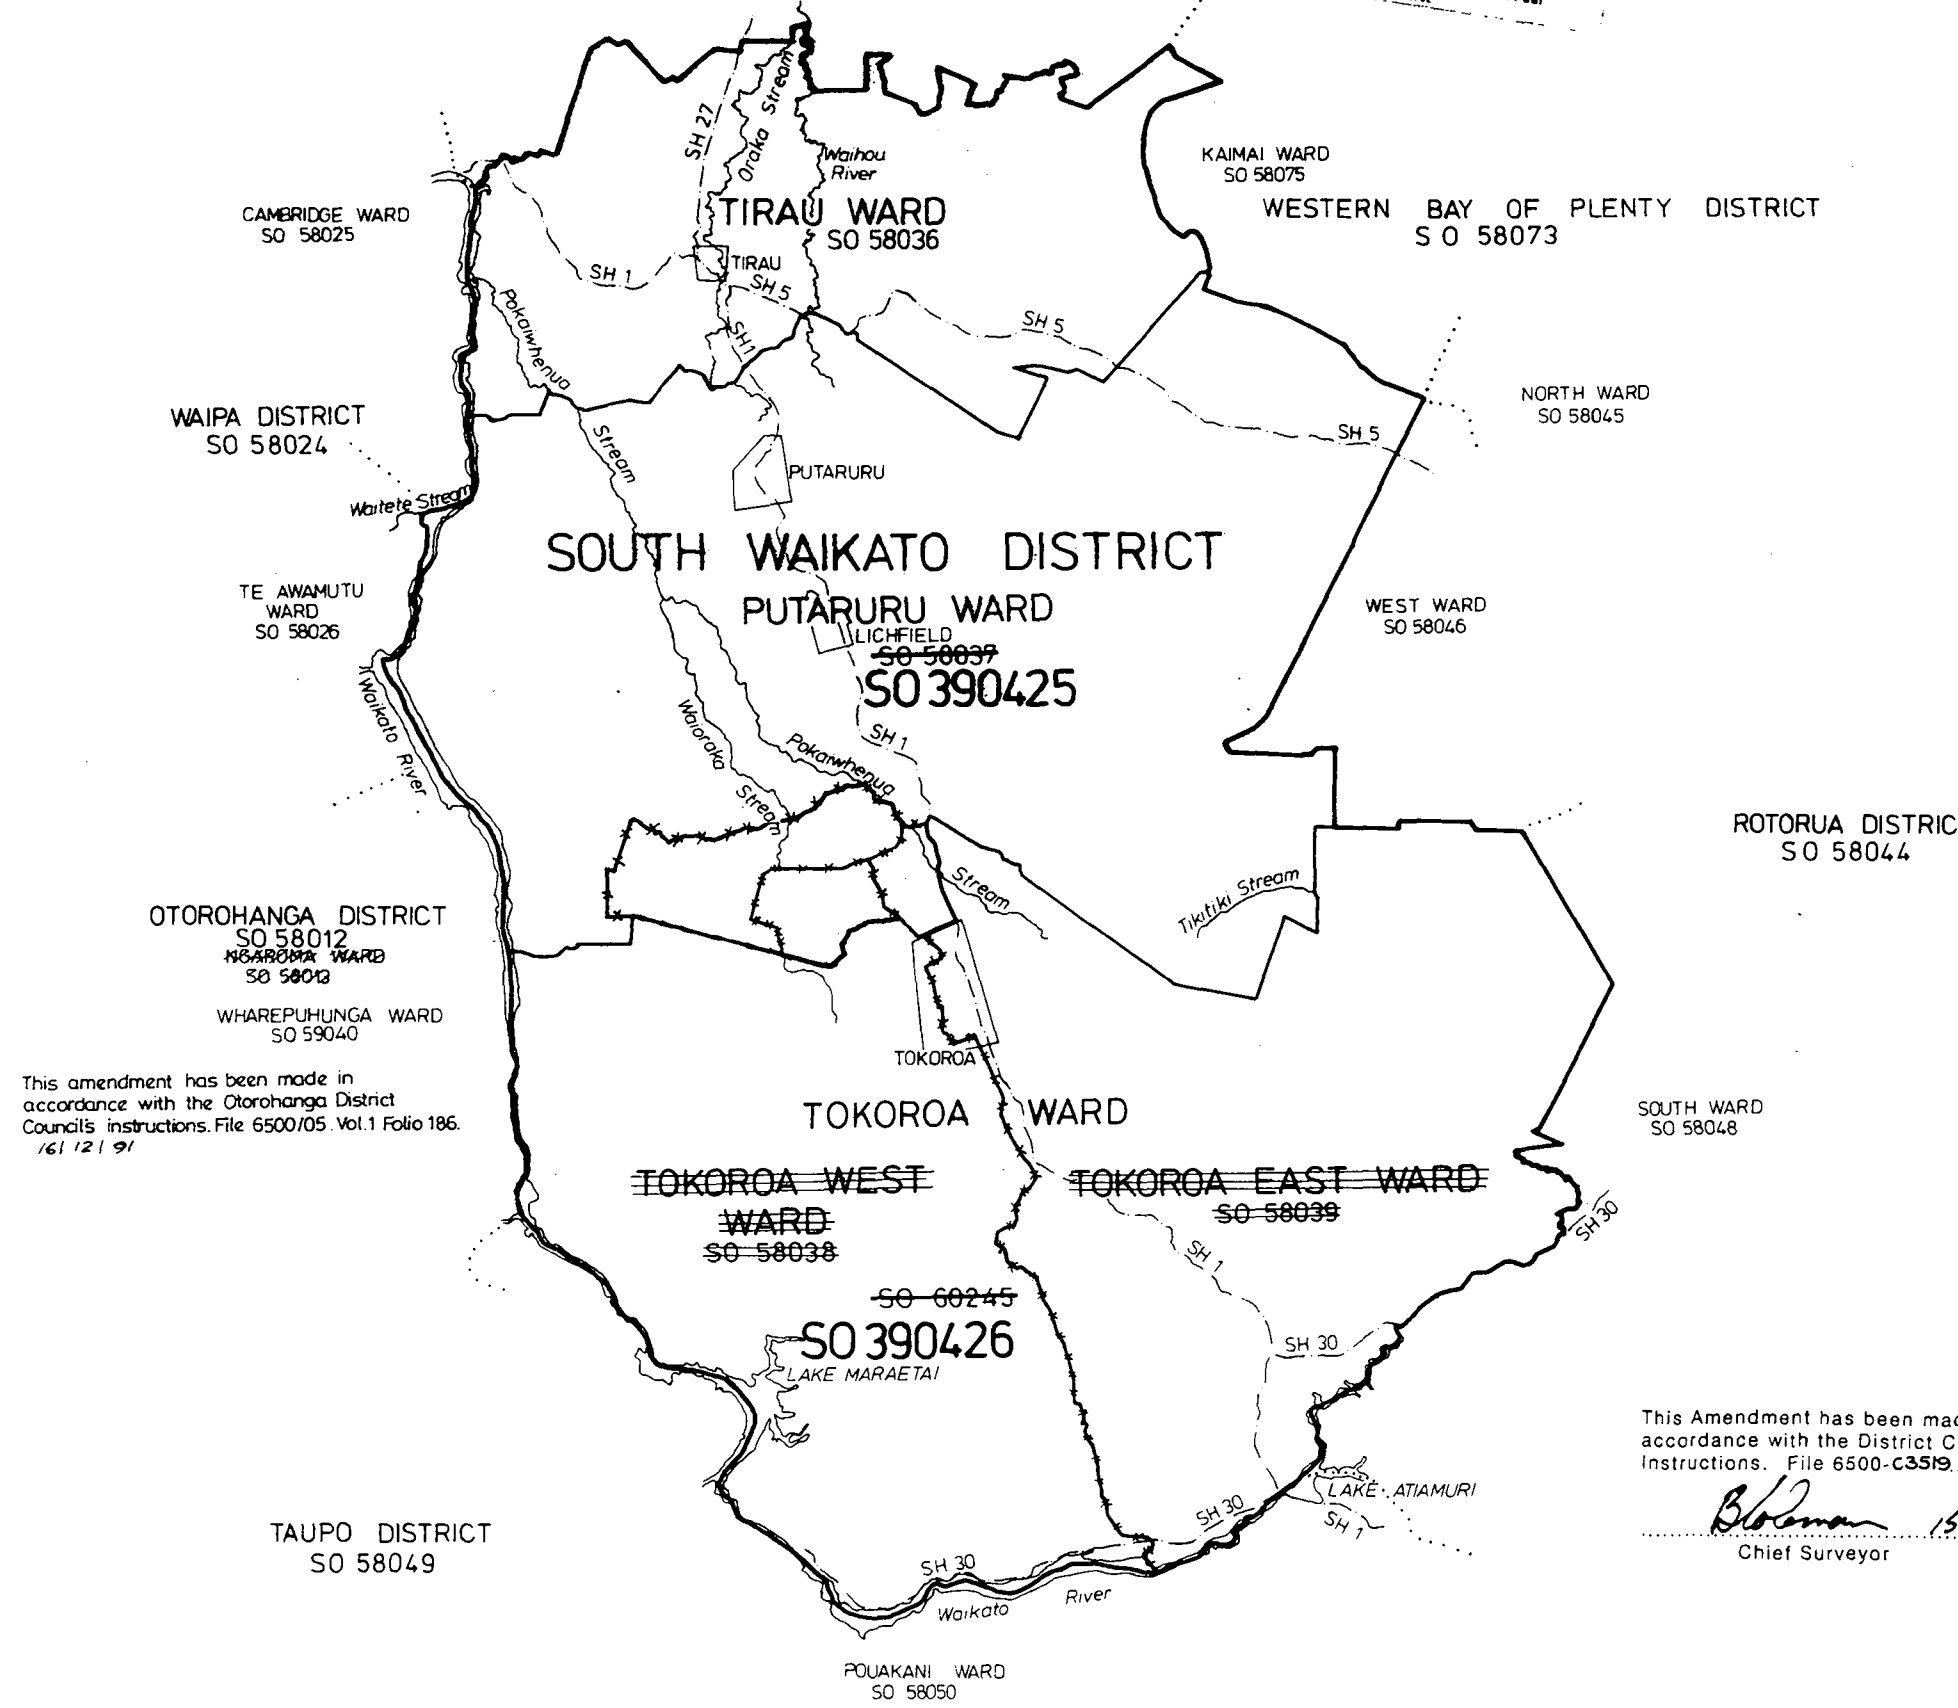 SH 27
Oraka Stream
Waihou
River
KAIMAI WARD
SO 58075
WESTERN BAY OF PLENTY DISTRICT
SO 58073
CAMBRIDGE WARD
SO 58025
TIRAU WARD
SO 58036
TIRAU
SH 1
SH 5
Pokaiwhenua
SH 1
SH 5
NORTH WARD
SO 58045
WAIPA DISTRICT
SO 58024
Stream
SH 5
PUTARURU
Waitete Stream
SOUTH WAIKATO DISTRICT
PUTARURU WARD
TE AWAMUTU
WARD
SO 58026
LICHFIELD
SO 58037
SO 390425
WEST WARD
SO 58046
Waikato River
Waioraka
Stream
Pokaiwhenua
SH 1
Stream
Tikitiki Stream
ROTORUA DISTRIC
SO 58044
OTOROHANGA DISTRICT
SO 58012
NGAROMA WARD
SO 58013
WHAREPUHUNGA WARD
SO 59040
This amendment has been made in
accordance with the Otorohanga District
Council's instructions. File 6500/05. Vol.1 Folio 186.
16/ 12/ 91
TOKOROA
TOKOROA WARD
SOUTH WARD
SO 58048
TOKOROA WEST
WARD
SO 58038
TOKOROA EAST WARD
SO 58039
SH 30
SH 1
SO 60245
SO 390426
LAKE MARAETAI
SH 30
This Amendment has been mad
accordance with the District C
Instructions. File 6500-C3519.
15
Chief Surveyor
LAKE ATIAMURI
SH 30
SH 1
TAUPO DISTRICT
SO 58049
SH 30
Waikato River
POUAKANI WARD
SO 58050